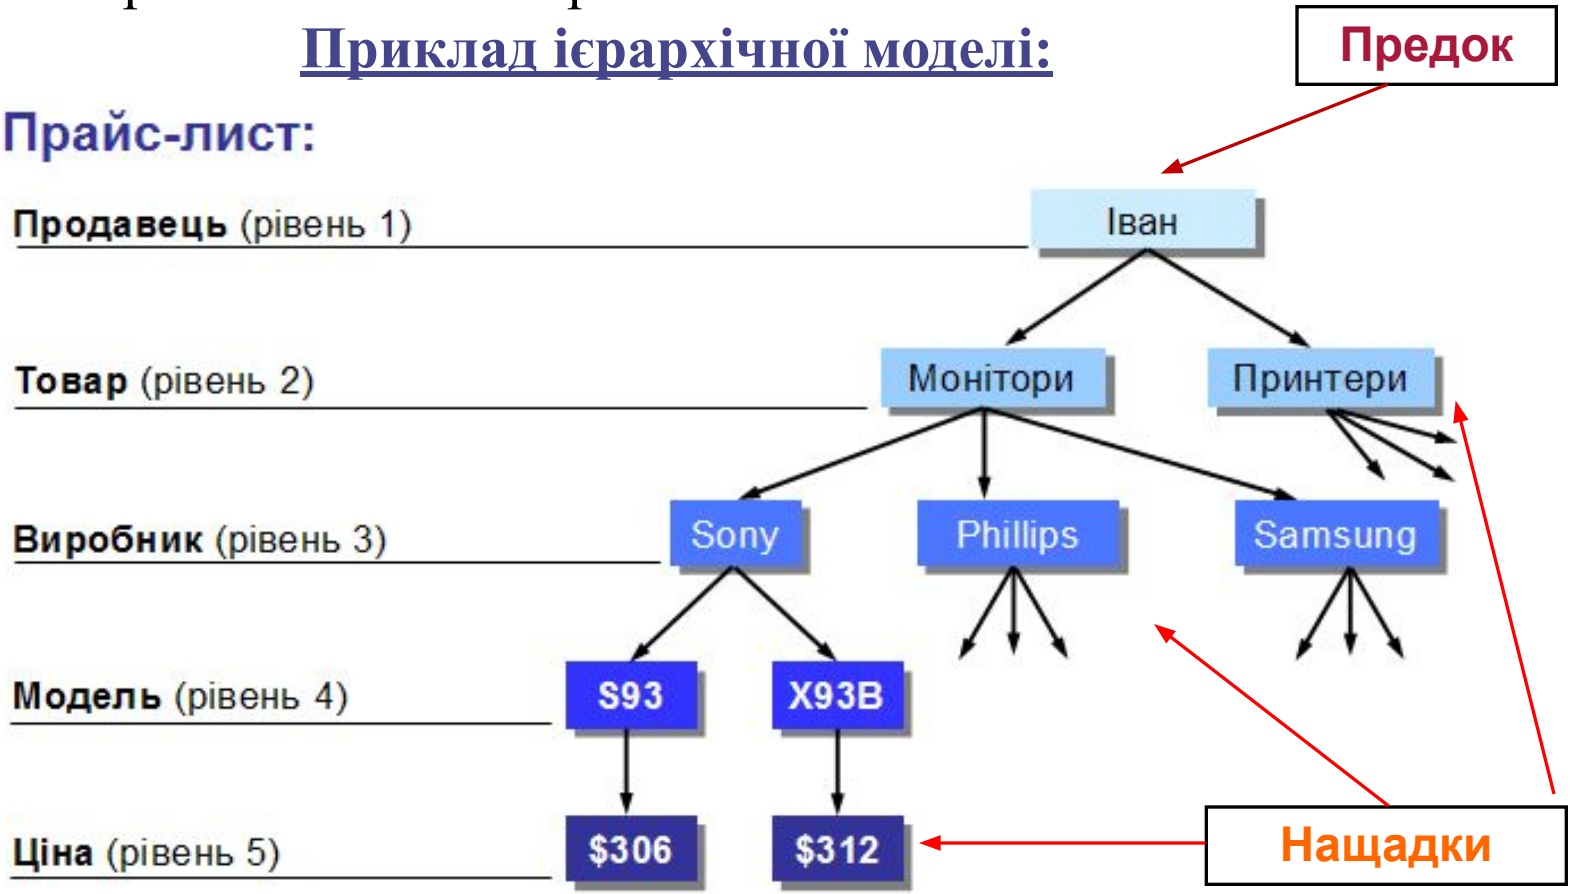 Приклад ієрархічної моделі:
Предок
Прайс-лист:
Продавець (рівень 1)
Іван
Товар (рівень 2)
Монітори
Принтери
Виробник (рівень 3)
Sony
Phillips
Samsung
Модель (рівень 4)
S93
X93B
Ціна (рівень 5)
$306
$312
Нащадки